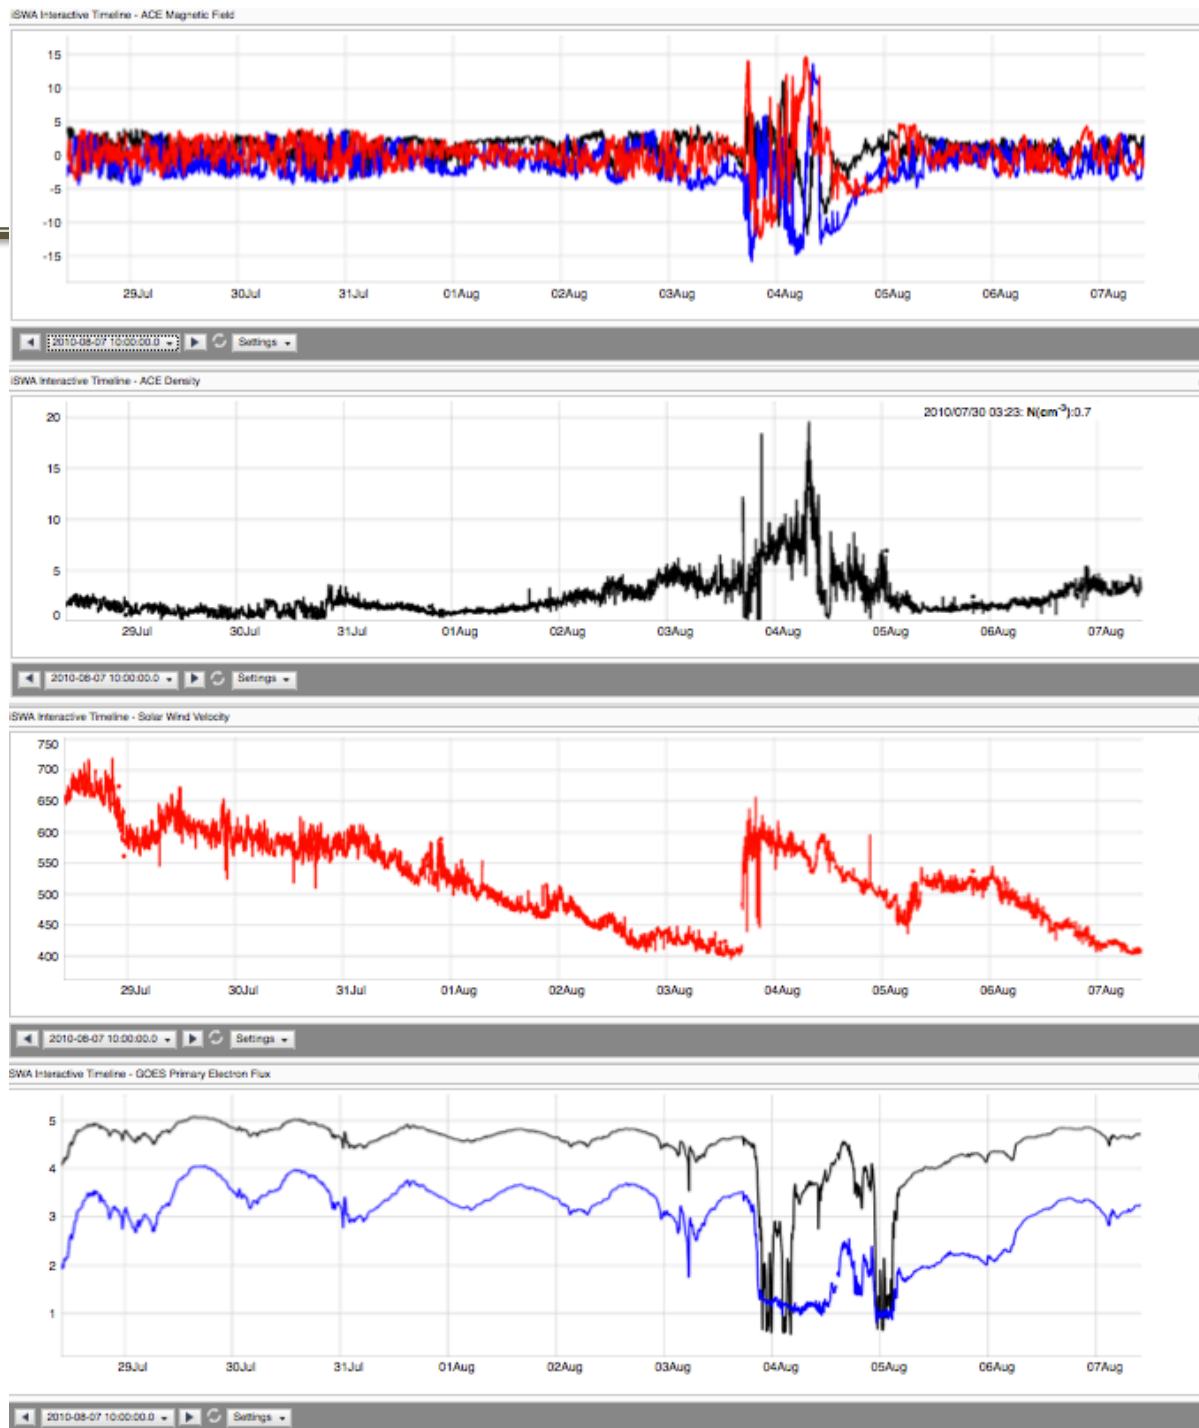 iSWA Interactive Timeline - ACE Magnetic Field
15
10
5
0
-5
-10
-15
29Jul 30Jul 31Jul 01Aug 02Aug 03Aug 04Aug 05Aug 06Aug 07Aug
2010-08-07 10:00:00.0 Settings
iSWA Interactive Timeline - ACE Density
2010/07/30 03:23: N(cm-3):0.7
20
15
10
5
0
29Jul 30Jul 31Jul 01Aug 02Aug 03Aug 04Aug 05Aug 06Aug 07Aug
2010-08-07 10:00:00.0 Settings
iSWA Interactive Timeline - Solar Wind Velocity
750
700
650
600
550
500
450
400
29Jul 30Jul 31Jul 01Aug 02Aug 03Aug 04Aug 05Aug 06Aug 07Aug
2010-08-07 10:00:00.0 Settings
SWA Interactive Timeline - GOES Primary Electron Flux
5
4
3
2
1
29Jul 30Jul 31Jul 01Aug 02Aug 03Aug 04Aug 05Aug 06Aug 07Aug
2010-08-07 10:00:00.0 Settings